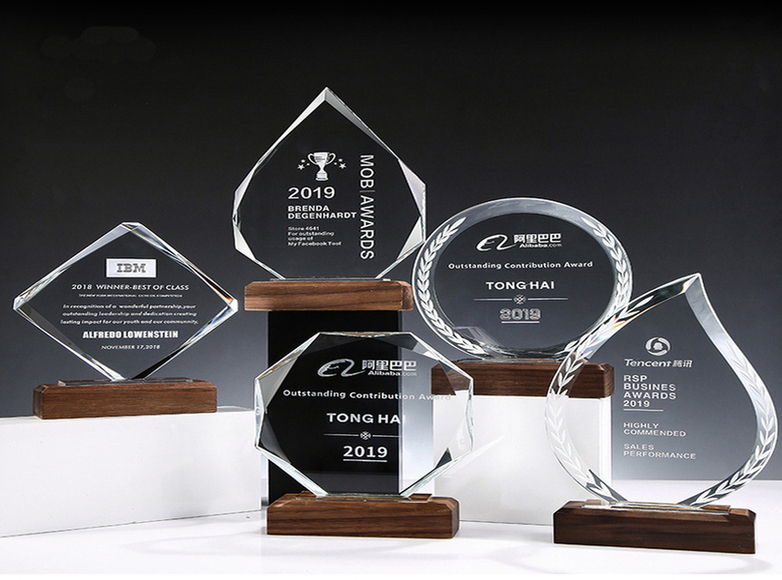 IBM
2018 WINNER-BEST OF CLASS
In recognition of a wonderful partnership,your
outstanding leadership and dedication creating
lasting impact for our youth and our community.
ALFREDO LOWENSTEIN
NOVEMBER 27,2018
2019
BRENDA
DEGENHARDT
Store 4641
For outstanding
usage of
My Facebook Tool
MOB|AWARDS
阿里巴巴
Alibaba.com
Outstanding Contribution Award
TONG HAI
2019
阿里巴巴
Alibaba.com
Outstanding Contribution Award
TONG HAI
2019
Tencent 腾讯
RSP
BUSINES
AWARDS
2019
HIGHLY
COMMENDED
SALES
PERFORMANCE